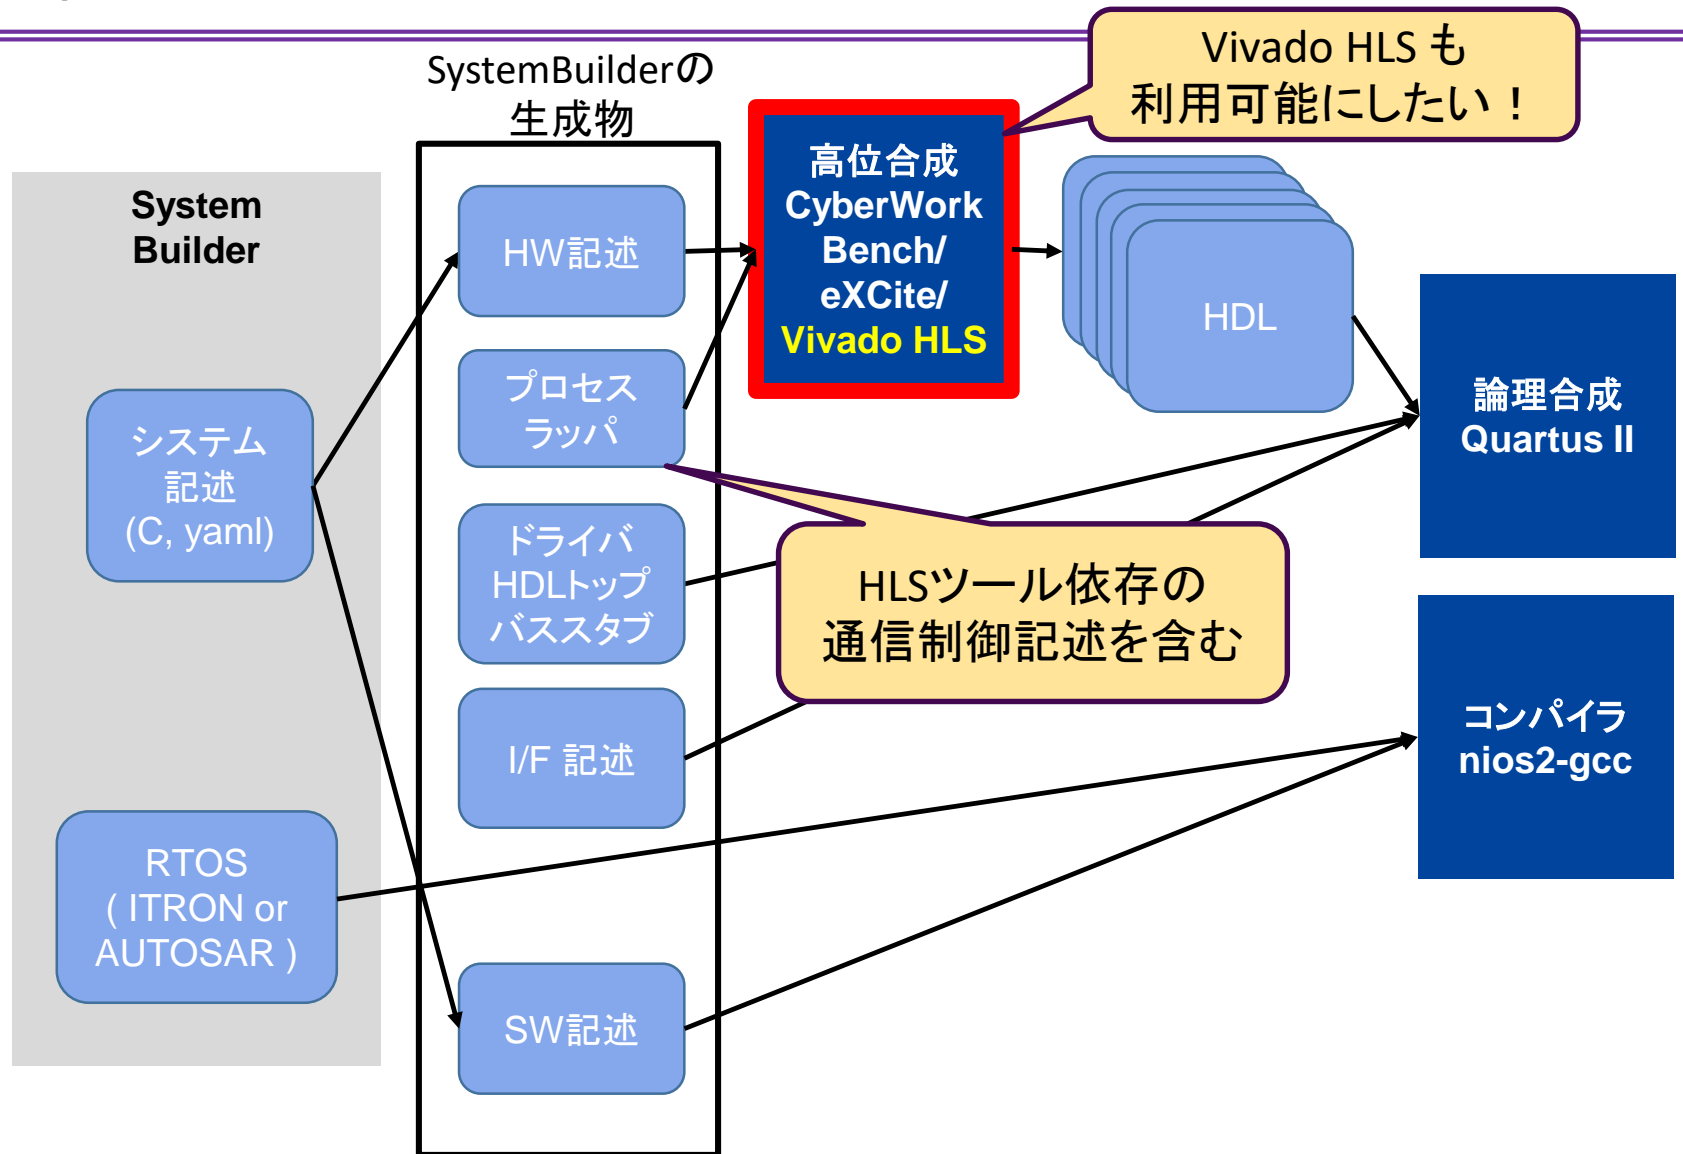 SystemBuilderの
生成物
Vivado HLS も
利用可能にしたい！
System
Builder
システム
記述
(C, yaml)
RTOS
( ITRON or
AUTOSAR )
HW記述
プロセス
ラッパ
ドライバ
HDLトップ
バススタブ
I/F 記述
SW記述
高位合成
CyberWork
Bench/
eXCite/
Vivado HLS
HDL
HLSツール依存の
通信制御記述を含む
論理合成
Quartus II
コンパイラ
nios2-gcc